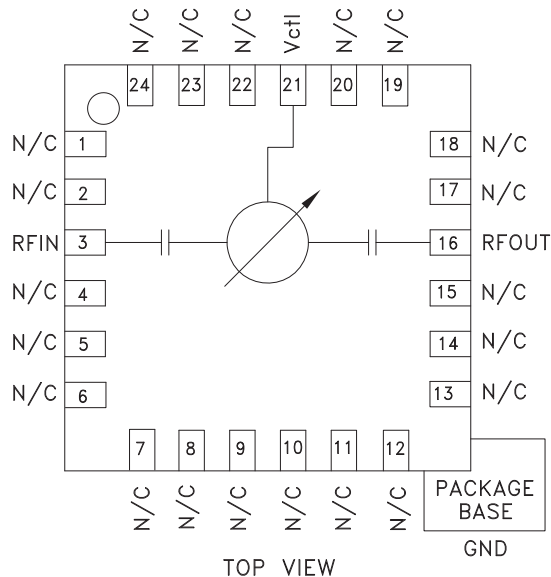 N/C N/C N/C Vctl N/C N/C
24 23 22 21 20 19
N/C 1 18 N/C
N/C 2 17 N/C
RFIN 3 16 RFOUT
N/C 4 15 N/C
N/C 5 14 N/C
N/C 6 13 N/C
7 8 9 10 11 12
N/C N/C N/C N/C N/C N/C
PACKAGE
BASE
GND
TOP VIEW